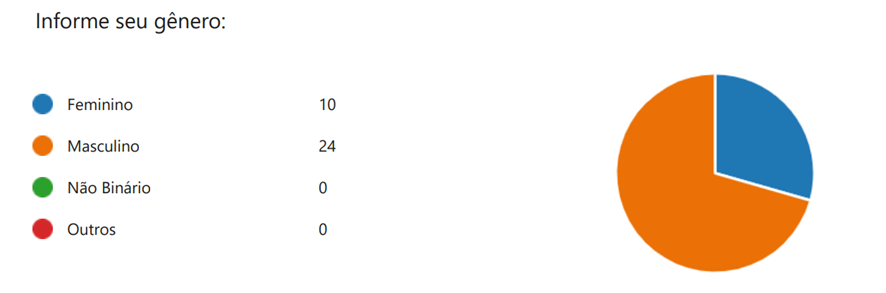 Informe seu gênero:
Feminino 10
Masculino 24
Não Binário 0
Outros 0